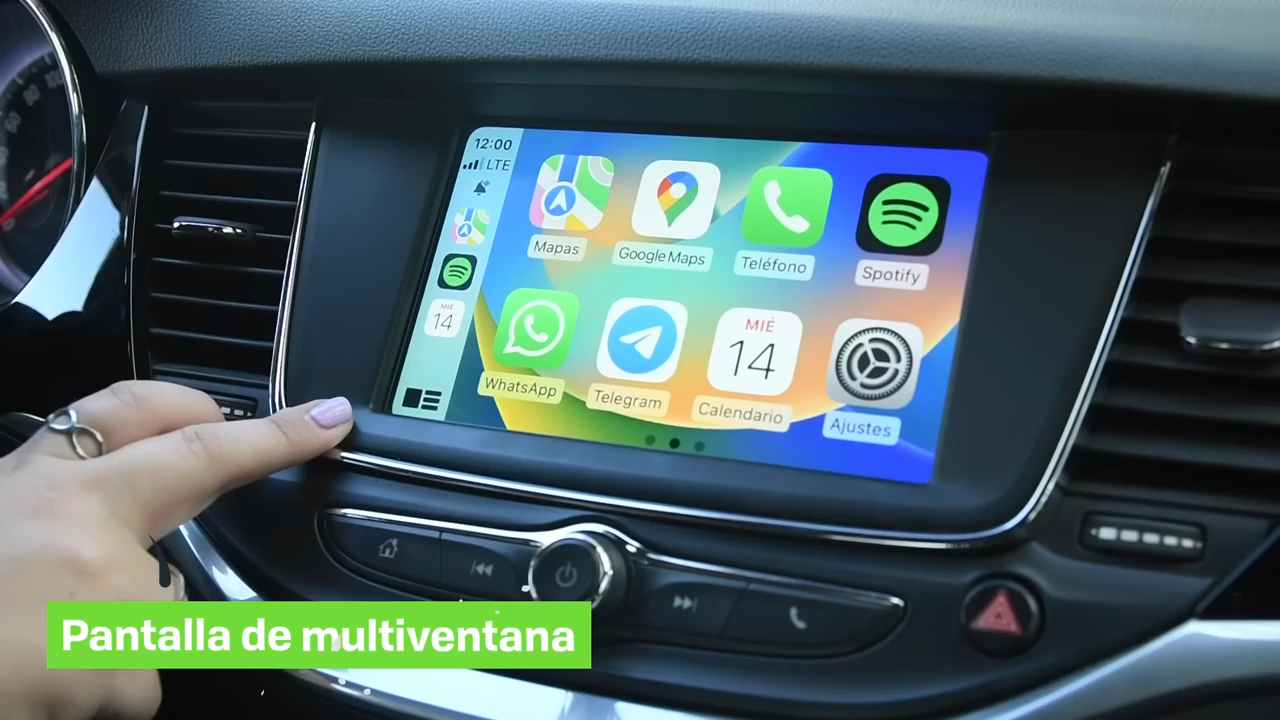 12:00
LTE
MIÉ
14
Mapas
Google Maps
Teléfono
Spotify
WhatsApp
Telegram
MIÉ
14
Calendario
Ajustes
Pantalla de multiventana